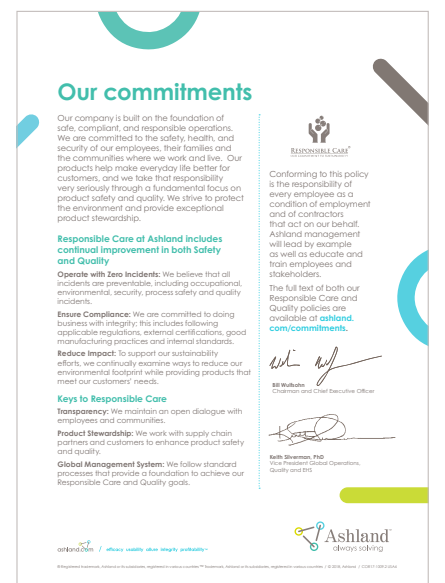 Our commitments
Our company is built on the foundation of
safe, compliant, and responsible operations.
We are committed to the safety, health, and
security of our employees, their families and
the communities where we work and live. Our
products help make everyday life better for
customers, and we take that responsibility
very seriously through a fundamental focus on
product safety and quality. We strive to protect
the environment and provide exceptional
product stewardship.
Responsible Care at Ashland includes
continual improvement in both Safety
and Quality
Operate with Zero Incidents: We believe that all
incidents are preventable, including occupational,
environmental, security, process safety and quality
incidents.
Ensure Compliance: We are committed to doing
business with integrity; this includes following
applicable regulations, external certifications, good
manufacturing practices and internal standards.
Reduce Impact: To support our sustainability
efforts, we continually examine ways to reduce our
environmental footprint while providing products that
meet our customers' needs.
Keys to Responsible Care
Transparency: We maintain an open dialogue with
employees and communities.
Product Stewardship: We work with supply chain
partners and customers to enhance product safety
and quality.
Global Management System: We follow standard
processes that provide a foundation to achieve our
Responsible Care and Quality goals.
RESPONSIBLE CARE
Conforming to this policy
is the responsibility of
every employee as a
condition of employment
and of contractors
that act on our behalf.
Ashland management
will lead by example
as well as educate and
train employees and
stakeholders.
The full text of both our
Responsible Care and
Quality policies are
available at ashland.
com/commitments.
Bill Wulfsohn
Chairman and Chief Executive Officer
Keith Silverman, PhD
Vice President Global Operations,
Quality and EHS
ashland.com / efficacy usability allure integrity profitability™
Ashland™
always solving